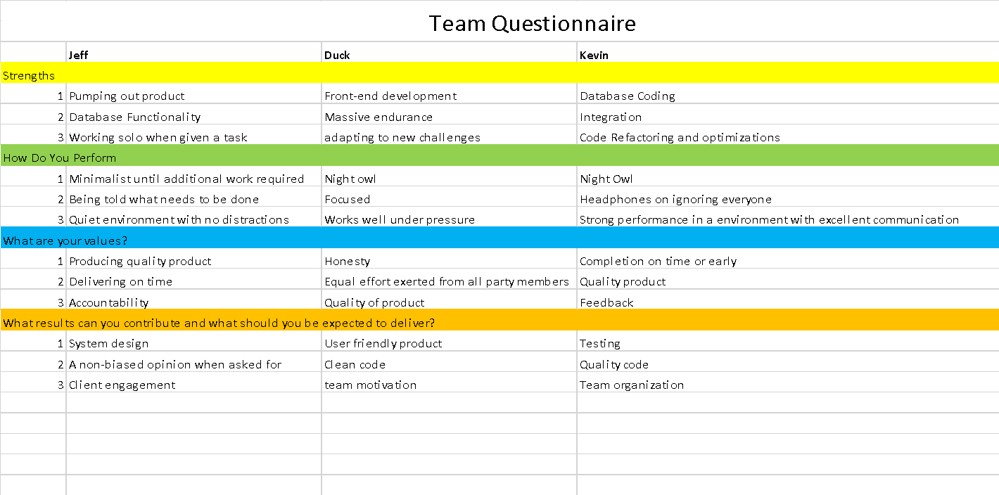 Team Questionnaire
Jeff Duck Kevin
Strengths
1 Pumping out product Front-end development Database Coding
2 Database Functionality Massive endurance Integration
3 Working solo when given a task adapting to new challenges Code Refactoring and optimizations
How Do You Perform
1 Minimalist until additional work required Night owl Night Owl
2 Being told what needs to be done Focused Headphones on ignoring everyone
3 Quiet environment with no distractions Works well under pressure Strong performance in a environment with excellent communication
What are your values?
1 Producing quality product Honesty Completion on time or early
2 Delivering on time Equal effort exerted from all party members Quality product
3 Accountability Quality of product Feedback
What results can you contribute and what should you be expected to deliver?
1 System design User friendly product Testing
2 A non-biased opinion when asked for Clean code Quality code
3 Client engagement team motivation Team organization